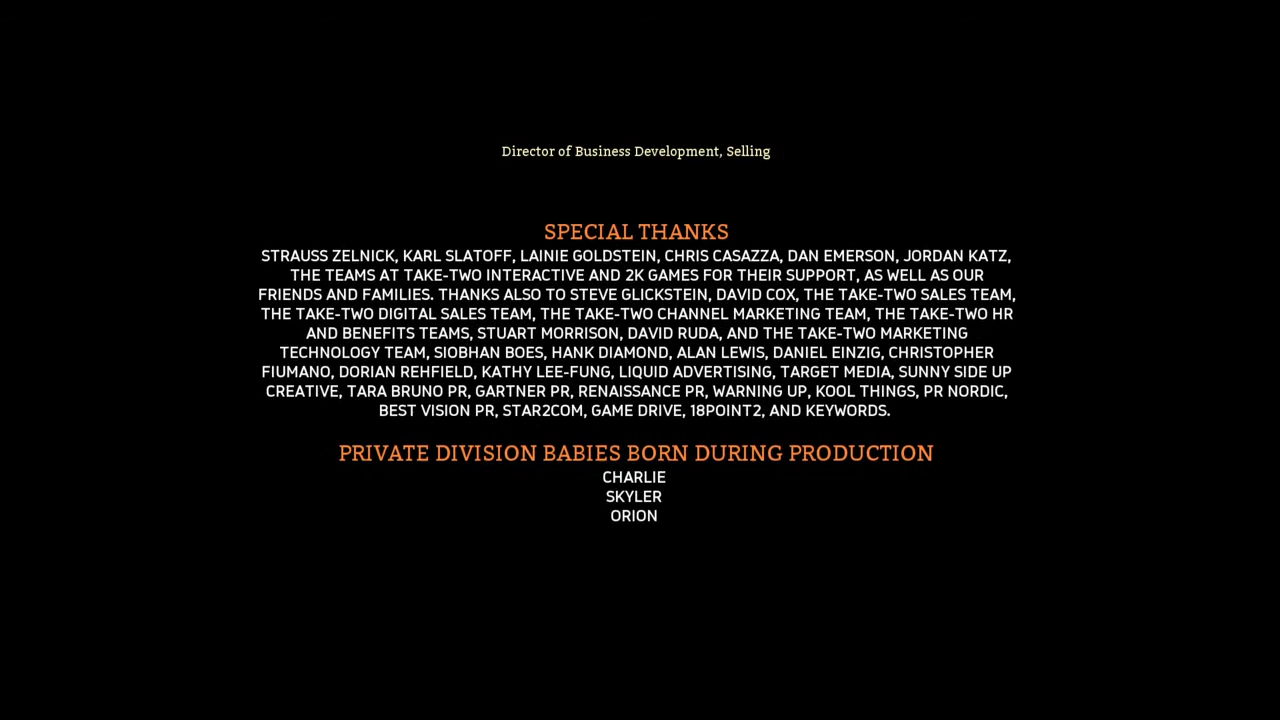 Director of Business Development, Selling
SPECIAL THANKS
STRAUSS ZELNICK, KARL SLATOFF, LAINIE GOLDSTEIN, CHRIS CASAZZA, DAN EMERSON, JORDAN KATZ,
THE TEAMS AT TAKE-TWO INTERACTIVE AND 2K GAMES FOR THEIR SUPPORT, AS WELL AS OUR
FRIENDS AND FAMILIES. THANKS ALSO TO STEVE GLICKSTEIN, DAVID COX, THE TAKE-TWO SALES TEAM,
THE TAKE-TWO DIGITAL SALES TEAM, THE TAKE-TWO CHANNEL MARKETING TEAM, THE TAKE-TWO HR
AND BENEFITS TEAMS, STUART MORRISON, DAVID RUDA, AND THE TAKE-TWO MARKETING
TECHNOLOGY TEAM, SIOBHAN BOES, HANK DIAMOND, ALAN LEWIS, DANIEL EINZIG, CHRISTOPHER
FIUMANO, DORIAN REHFIELD, KATHY LEE-FUNG, LIQUID ADVERTISING, TARGET MEDIA, SUNNY SIDE UP
CREATIVE, TARA BRUNO PR, GARTNER PR, RENAISSANCE PR, WARNING UP, KOOL THINGS, PR NORDIC,
BEST VISION PR, STAR2COM, GAME DRIVE, 18POINT2, AND KEYWORDS.
PRIVATE DIVISION BABIES BORN DURING PRODUCTION
CHARLIE
SKYLER
ORION